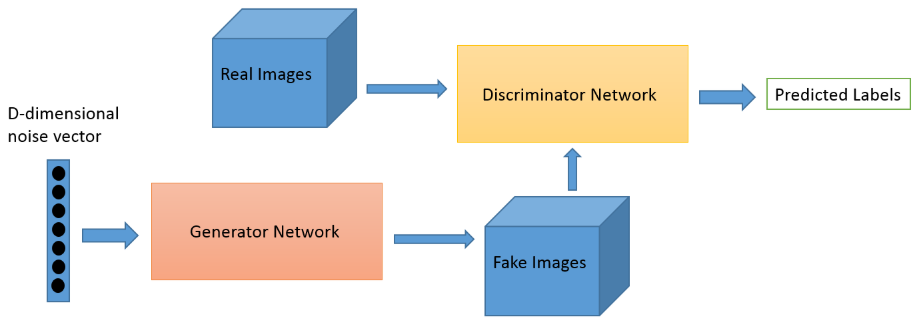 Real Images
Discriminator Network
Predicted Labels
D-dimensional
noise vector
Generator Network
Fake Images